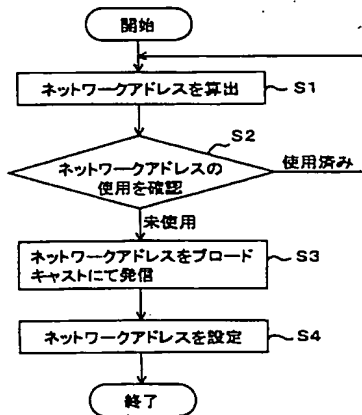 開始
ネットワークアドレスを算出
S1
S2
ネットワークアドレスの
使用を確認
使用済み
未使用
ネットワークアドレスをブロード
キャストにて発信
S3
ネットワークアドレスを設定
S4
終了